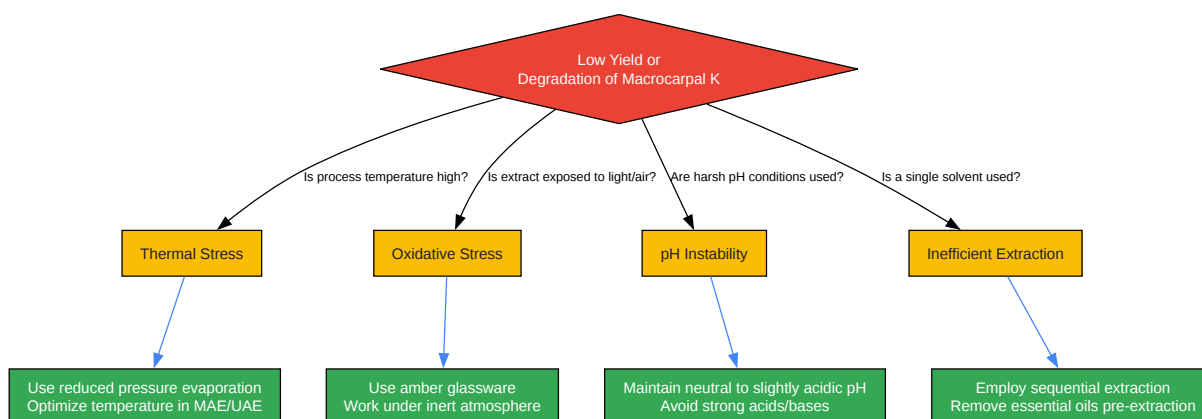 Low Yield or
Degradation of Macrocarpal K
Is process temperature high?
Is extract exposed to light/air?
Are harsh pH conditions used?
Is a single solvent used?
Thermal Stress
Oxidative Stress
pH Instability
Inefficient Extraction
Use reduced pressure evaporation
Optimize temperature in MAE/UAE
Use amber glassware
Work under inert atmosphere
Maintain neutral to slightly acidic pH
Avoid strong acids/bases
Employ sequential extraction
Remove essential oils pre-extraction